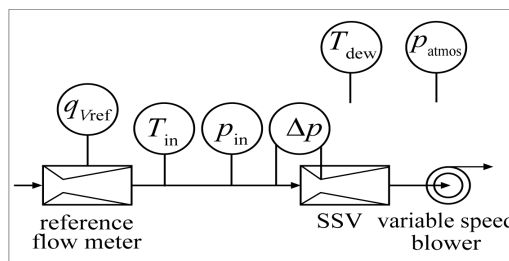 T_dew p_atmos
q_Vref T_in p_in Δp
reference SSV variable speed
flow meter blower